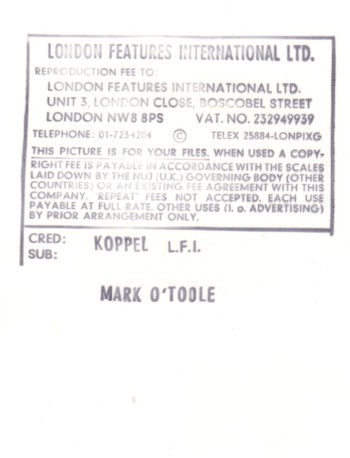 LONDON FEATURES INTERNATIONAL LTD.
REPRODUCTION FEE TO:
LONDON FEATURES INTERNATIONAL LTD.
UNIT 3, LONDON CLOSE, BOSCOBEL STREET
LONDON NW8 8PS VAT. NO. 232949939
TELEPHONE: 01-7234204 © TELEX 25884-LONPIXG
THIS PICTURE IS FOR YOUR FILES. WHEN USED A COPY-
RIGHT FEE IS PAYABLE IN ACCORDANCE WITH THE SCALES
LAID DOWN BY THE NUJ (U.K.) GOVERNING BODY (OTHER
COUNTRIES) OR AN EXISTING FEE AGREEMENT WITH THIS
COMPANY. 'REPEAT' FEES NOT ACCEPTED. EACH USE
PAYABLE AT FULL RATE. OTHER USES (I. o. ADVERTISING)
BY PRIOR ARRANGEMENT ONLY.
CRED: KOPPEL L.F.I.
SUB:
MARK O'TOOLE